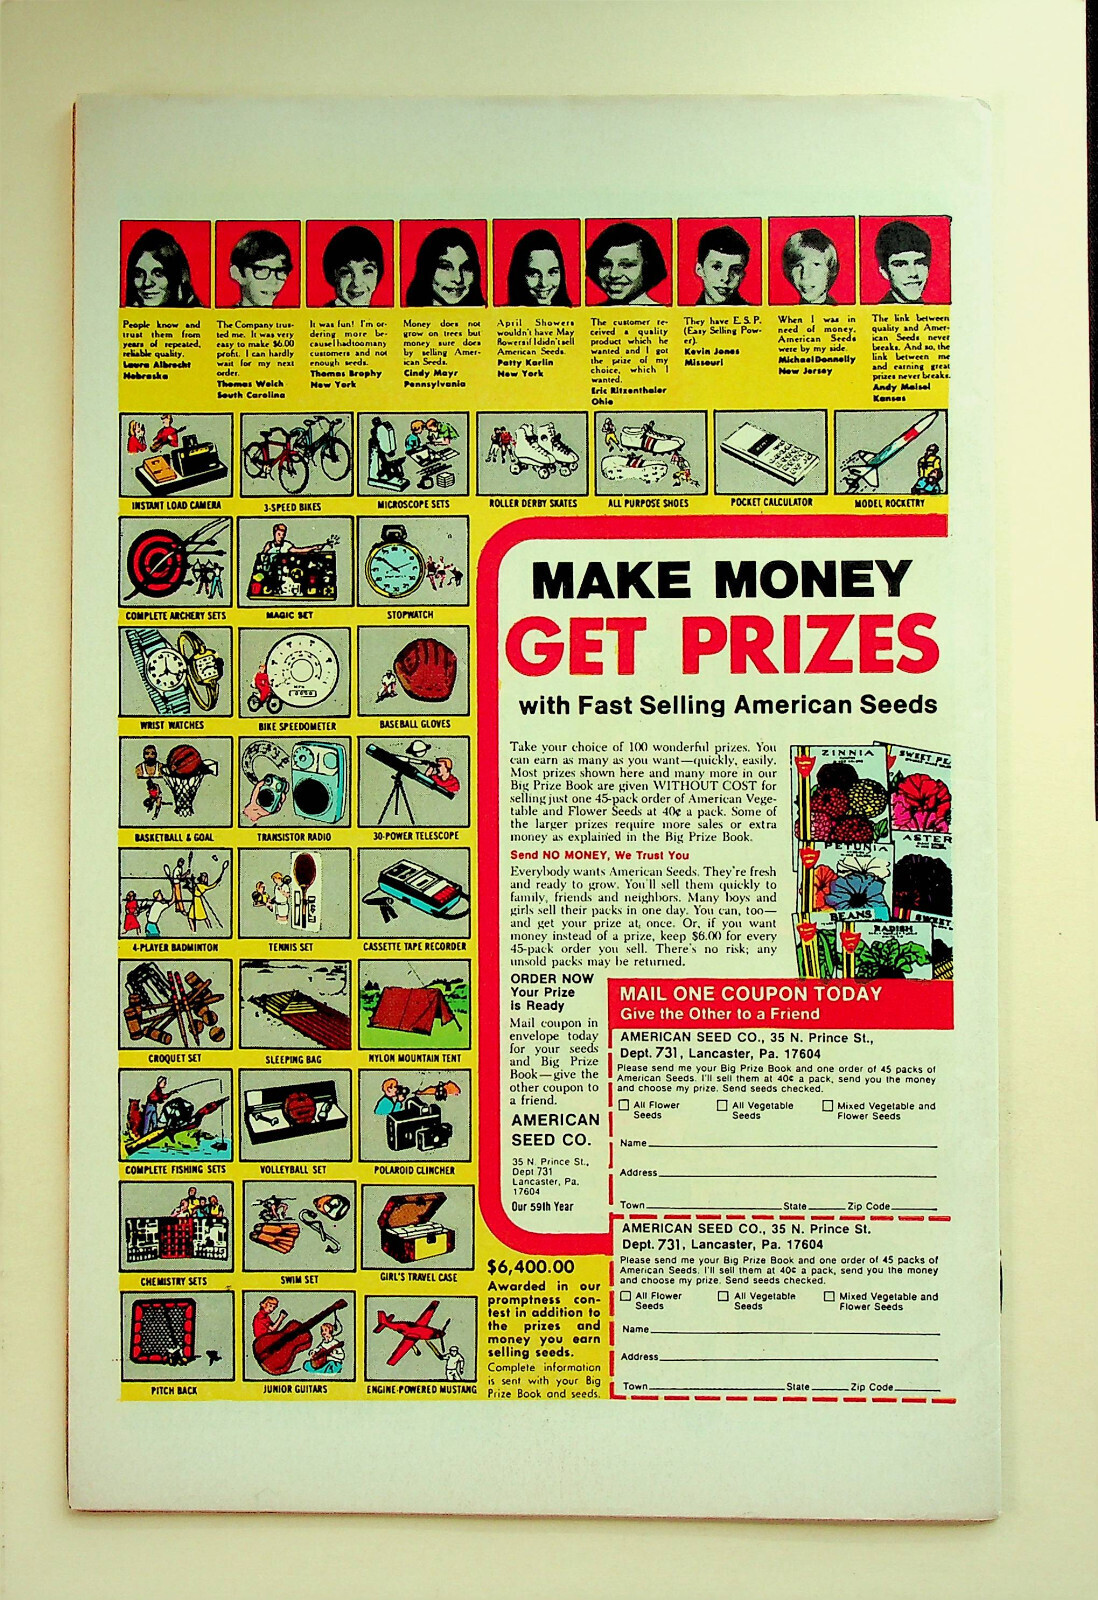 People know and
trust them from
years of repeated,
reliable quality.
Laura Albrecht
Nebraska
The Company trus-
ted me. It was very
easy to make $6.00
profit. I can hardly
wait for my next
order.
Thomas Welch
South Carolina
It was fun! I'm or-
dering more be-
cause I had too many
customers and not
enough seeds.
Thomas Brophy
New York
Money does not
grow on trees but
money sure does
by selling Amer-
ican Seeds.
Cindy Mayr
Pennsylvania
April Showers
wouldn't have May
flowers if I didn't sell
American Seeds.
Patty Karlin
New York
The customer re-
ceived a quality
product which he
wanted and I got
the prize of my
choice, which I
wanted.
Eric Ritzenthaler
Ohio
They have E.S.P.
(Easy Selling Pow-
er).
Kevin Jones
Missouri
When I was in
need of money,
American Seeds
were by my side.
Michael Donnelly
New Jersey
The link between
quality and Amer-
ican Seeds never
breaks. And so, the
link between me
and earning great
prizes never breaks.
Andy Maisel
Kansas
INSTANT LOAD CAMERA
3-SPEED BIKES
MICROSCOPE SETS
ROLLER DERBY SKATES
ALL PURPOSE SHOES
POCKET CALCULATOR
MODEL ROCKETRY
COMPLETE ARCHERY SETS
MAGIC SET
STOPWATCH
WRIST WATCHES
BIKE SPEEDOMETER
BASEBALL GLOVES
BASKETBALL & GOAL
TRANSISTOR RADIO
30-POWER TELESCOPE
4-PLAYER BADMINTON
TENNIS SET
CASSETTE TAPE RECORDER
CROQUET SET
SLEEPING BAG
NYLON MOUNTAIN TENT
COMPLETE FISHING SETS
VOLLEYBALL SET
POLAROID CLINCHER
CHEMISTRY SETS
SWIM SET
GIRL'S TRAVEL CASE
PITCH BACK
JUNIOR GUITARS
ENGINE-POWERED MUSTANG
MAKE MONEY
GET PRIZES
with Fast Selling American Seeds
Take your choice of 100 wonderful prizes. You
can earn as many as you want—quickly, easily.
Most prizes shown here and many more in our
Big Prize Book are given WITHOUT COST for
selling just one 45-pack order of American Vege-
table and Flower Seeds at 40¢ a pack. Some of
the larger prizes require more sales or extra
money as explained in the Big Prize Book.
Send NO MONEY, We Trust You
Everybody wants American Seeds. They're fresh
and ready to grow. You'll sell them quickly to
family, friends and neighbors. Many boys and
girls sell their packs in one day. You can, too—
and get your prize at once. Or, if you want
money instead of a prize, keep $6.00 for every
45-pack order you sell. There's no risk; any
unsold packs may be returned.
ZINNIA
SWEET PE
ASTER
PETUNIA
BEANS
SWEET
RADISH
ORDER NOW
Your Prize
is Ready
Mail coupon in
envelope today
for your seeds
and Big Prize
Book—give the
other coupon to
a friend.
AMERICAN
SEED CO.
35 N. Prince St.,
Dept 731
Lancaster, Pa.
17604
Our 59th Year
$6,400.00
Awarded in our
promptness con-
test in addition to
the prizes and
money you earn
selling seeds.
Complete information
is sent with your Big
Prize Book and seeds.
MAIL ONE COUPON TODAY
Give the Other to a Friend
AMERICAN SEED CO., 35 N. Prince St.,
Dept. 731, Lancaster, Pa. 17604
Please send me your Big Prize Book and one order of 45 packs of
American Seeds. I'll sell them at 40¢ a pack, send you the money
and choose my prize. Send seeds checked.
All Flower Seeds
All Vegetable Seeds
Mixed Vegetable and Flower Seeds
Name
Address
Town State Zip Code
AMERICAN SEED CO., 35 N. Prince St.
Dept. 731, Lancaster, Pa. 17604
Please send me your Big Prize Book and one order of 45 packs of
American Seeds. I'll sell them at 40¢ a pack, send you the money
and choose my prize. Send seeds checked.
All Flower Seeds
All Vegetable Seeds
Mixed Vegetable and Flower Seeds
Name
Address
Town State Zip Code